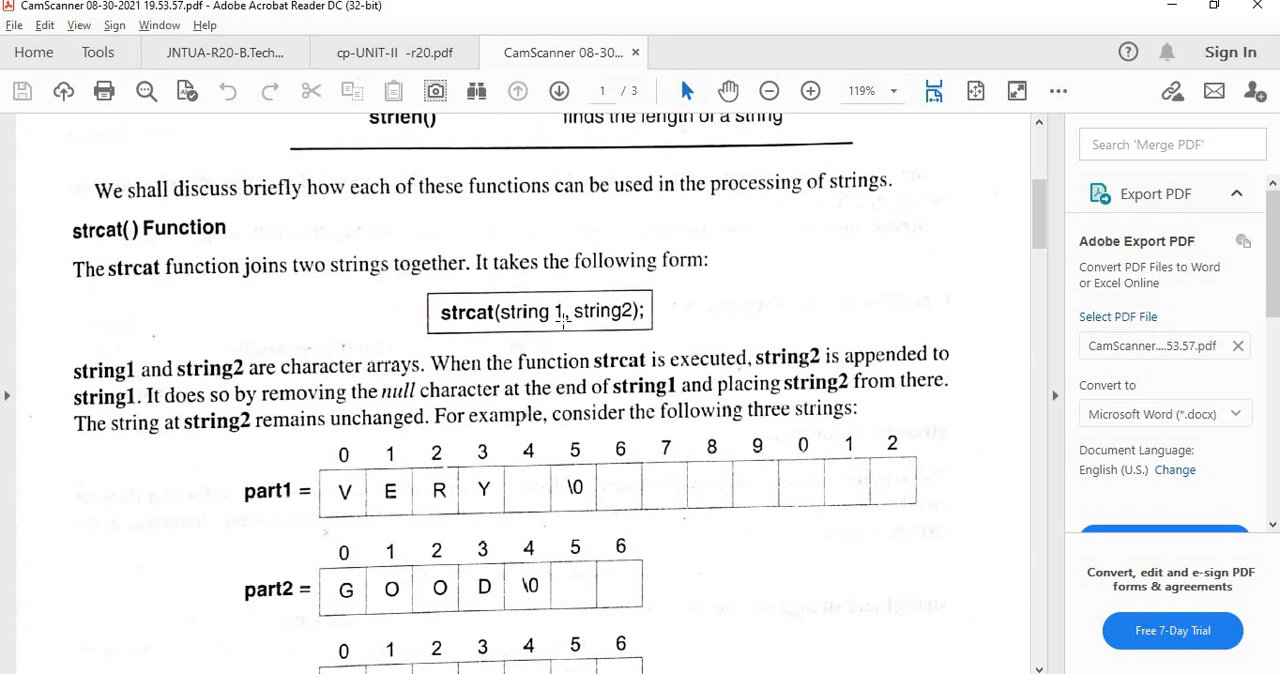 CamScanner 08-30-2021 19.53.57.pdf - Adobe Acrobat Reader DC (32-bit)
File Edit View Sign Window Help
Home Tools JNTUA-R20-B.Tech... cp-UNIT-II -r20.pdf CamScanner 08-30... × Sign In
1 / 3 119%
strlen() finds the length of a string
We shall discuss briefly how each of these functions can be used in the processing of strings.
strcat() Function
The strcat function joins two strings together. It takes the following form:
strcat(string 1, string2);
string1 and string2 are character arrays. When the function strcat is executed, string2 is appended to
string1. It does so by removing the null character at the end of string1 and placing string2 from there.
The string at string2 remains unchanged. For example, consider the following three strings:
0 1 2 3 4 5 6 7 8 9 0 1 2
part1 = V E R Y \0
0 1 2 3 4 5 6
part2 = G O O D \0
0 1 2 3 4 5 6
Search 'Merge PDF'
Export PDF
Adobe Export PDF
Convert PDF Files to Word
or Excel Online
Select PDF File
CamScanner....53.57.pdf
Convert to
Microsoft Word (*.docx)
Document Language:
English (U.S.) Change
Convert, edit and e-sign PDF
forms & agreements
Free 7-Day Trial